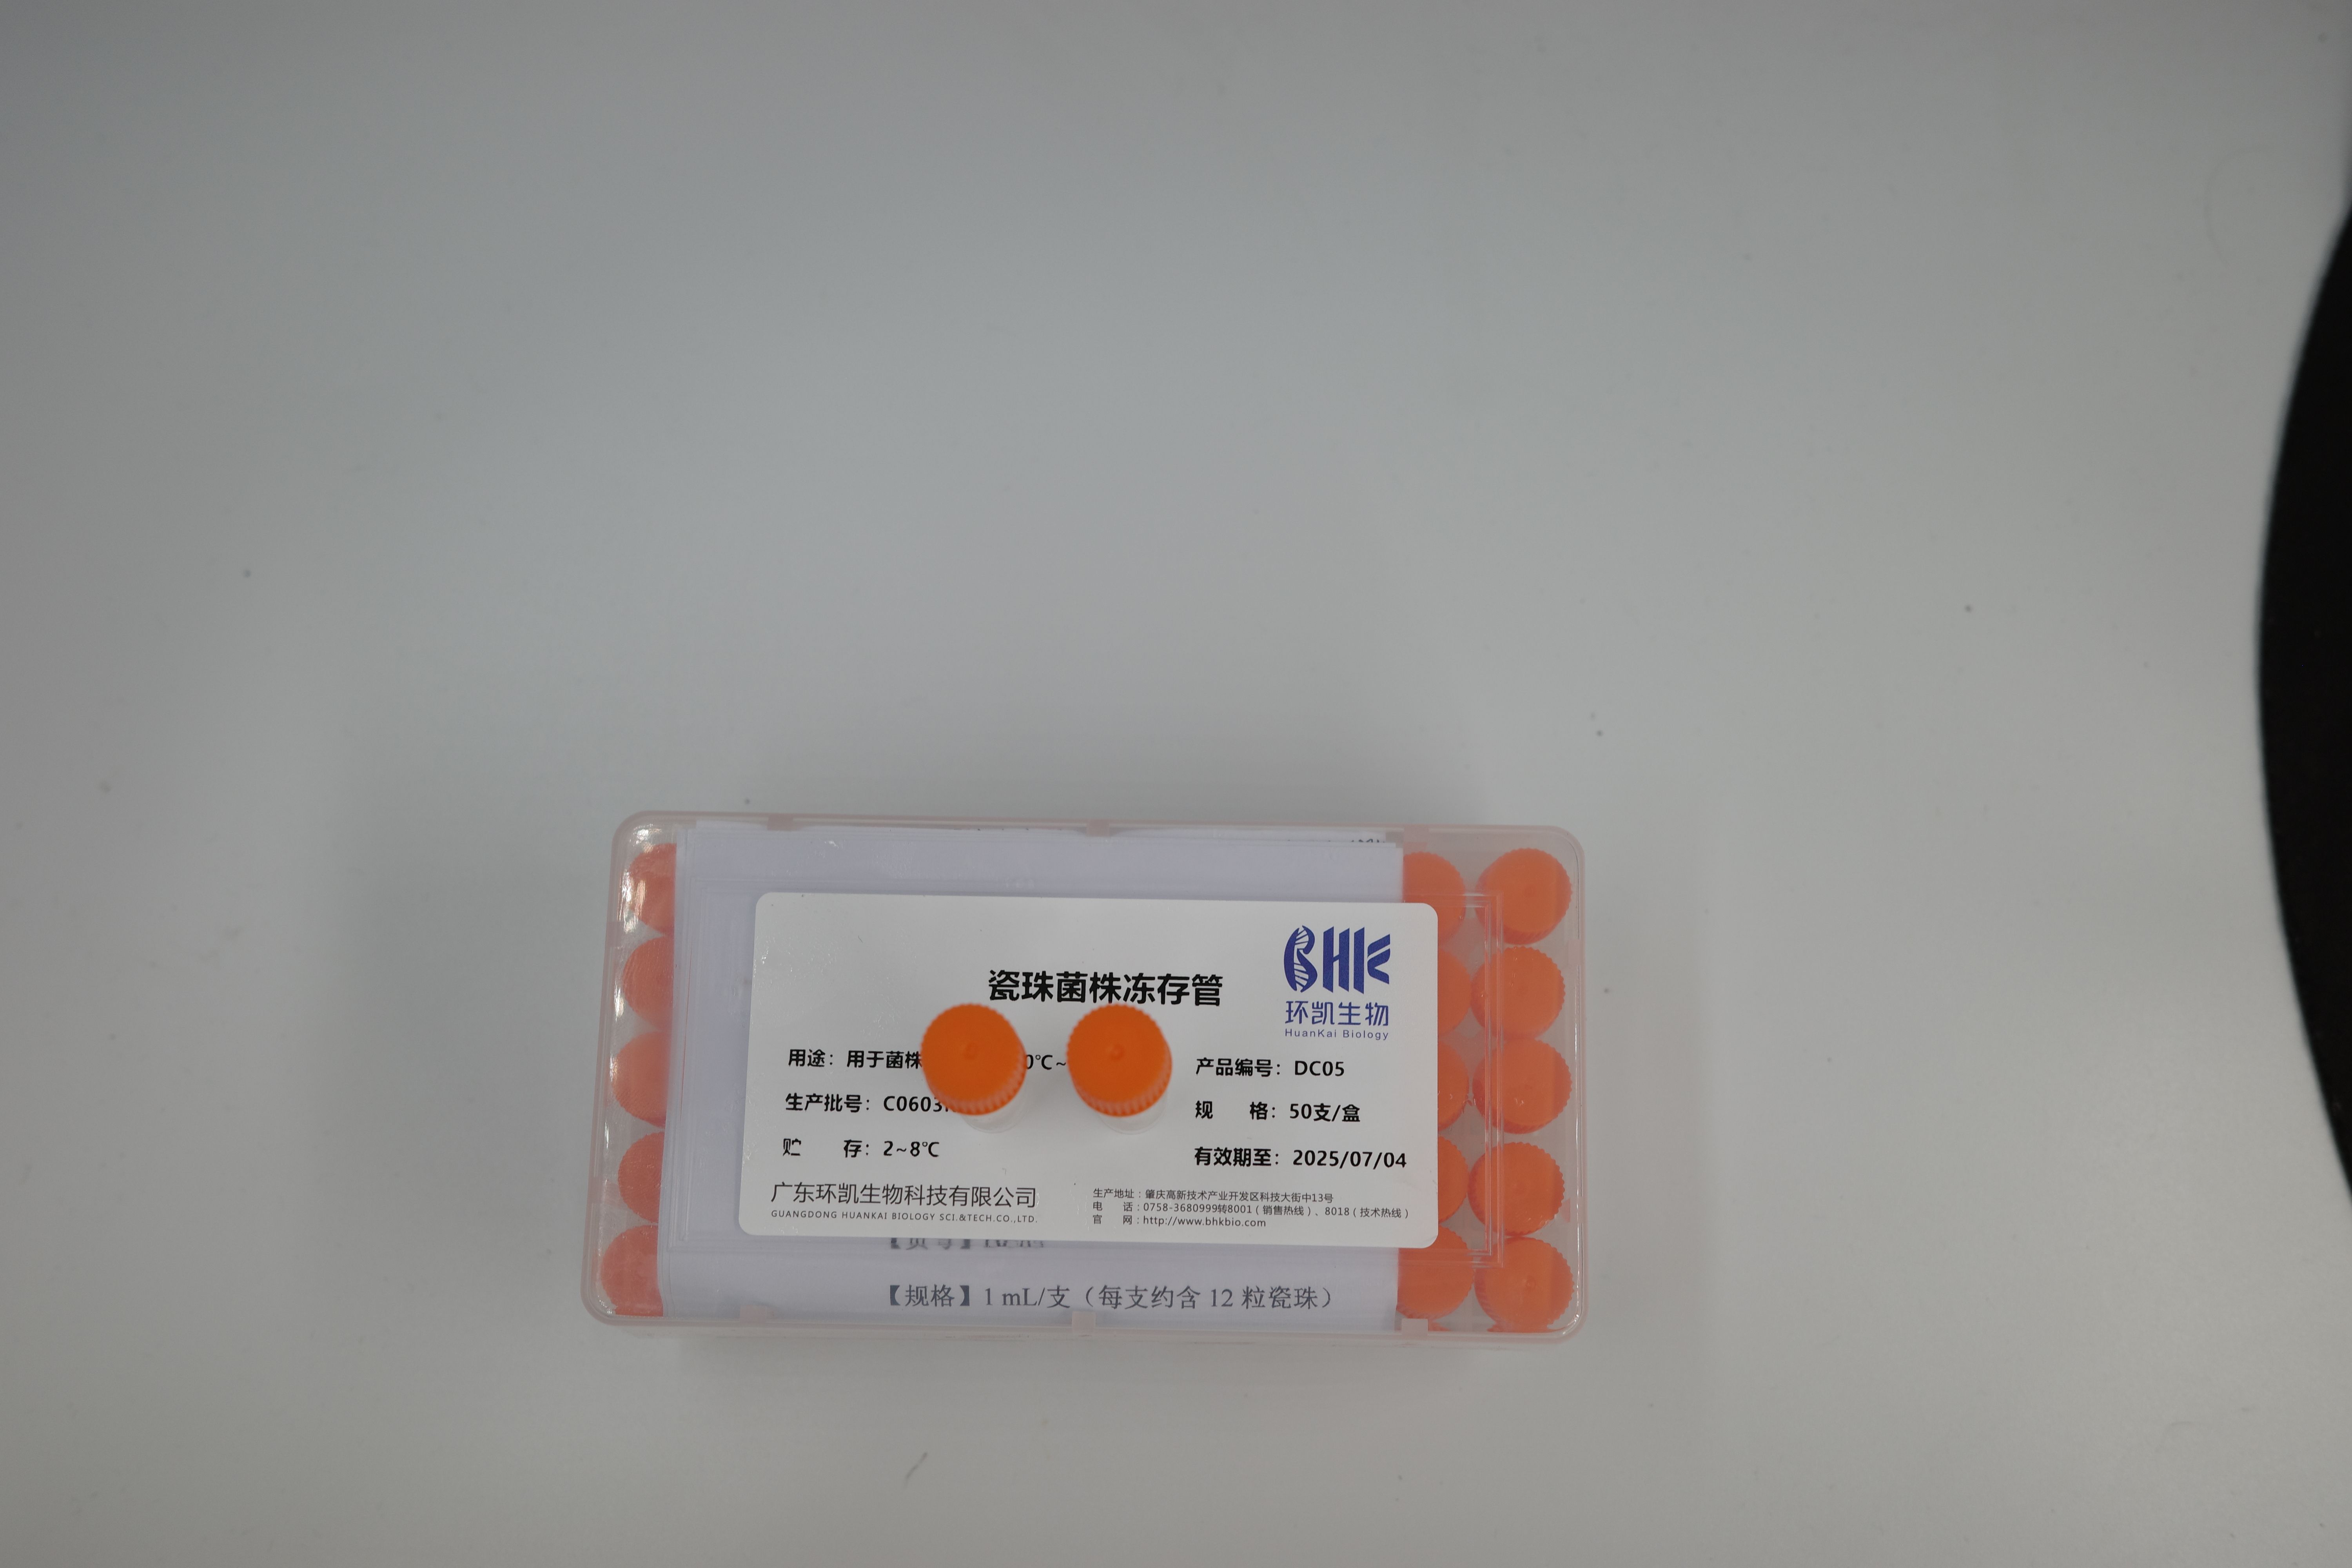 BHK
环凯生物
HuanKai Biology
瓷珠菌株冻存管
用途：用于菌株 0℃~
产品编号：DC05
生产批号：C0603
规 格：50支/盒
贮 存：2~8℃
有效期至：2025/07/04
广东环凯生物科技有限公司
GUANGDONG HUANKAI BIOLOGY SCI.&TECH.CO.,LTD.
生产地址：肇庆高新技术产业开发区科技大街中13号
电 话：0758-3680999转8001（销售热线）、8018（技术热线）
官 网：http://www.bhkbio.com
【规格】1 mL/支（每支约含 12 粒瓷珠）